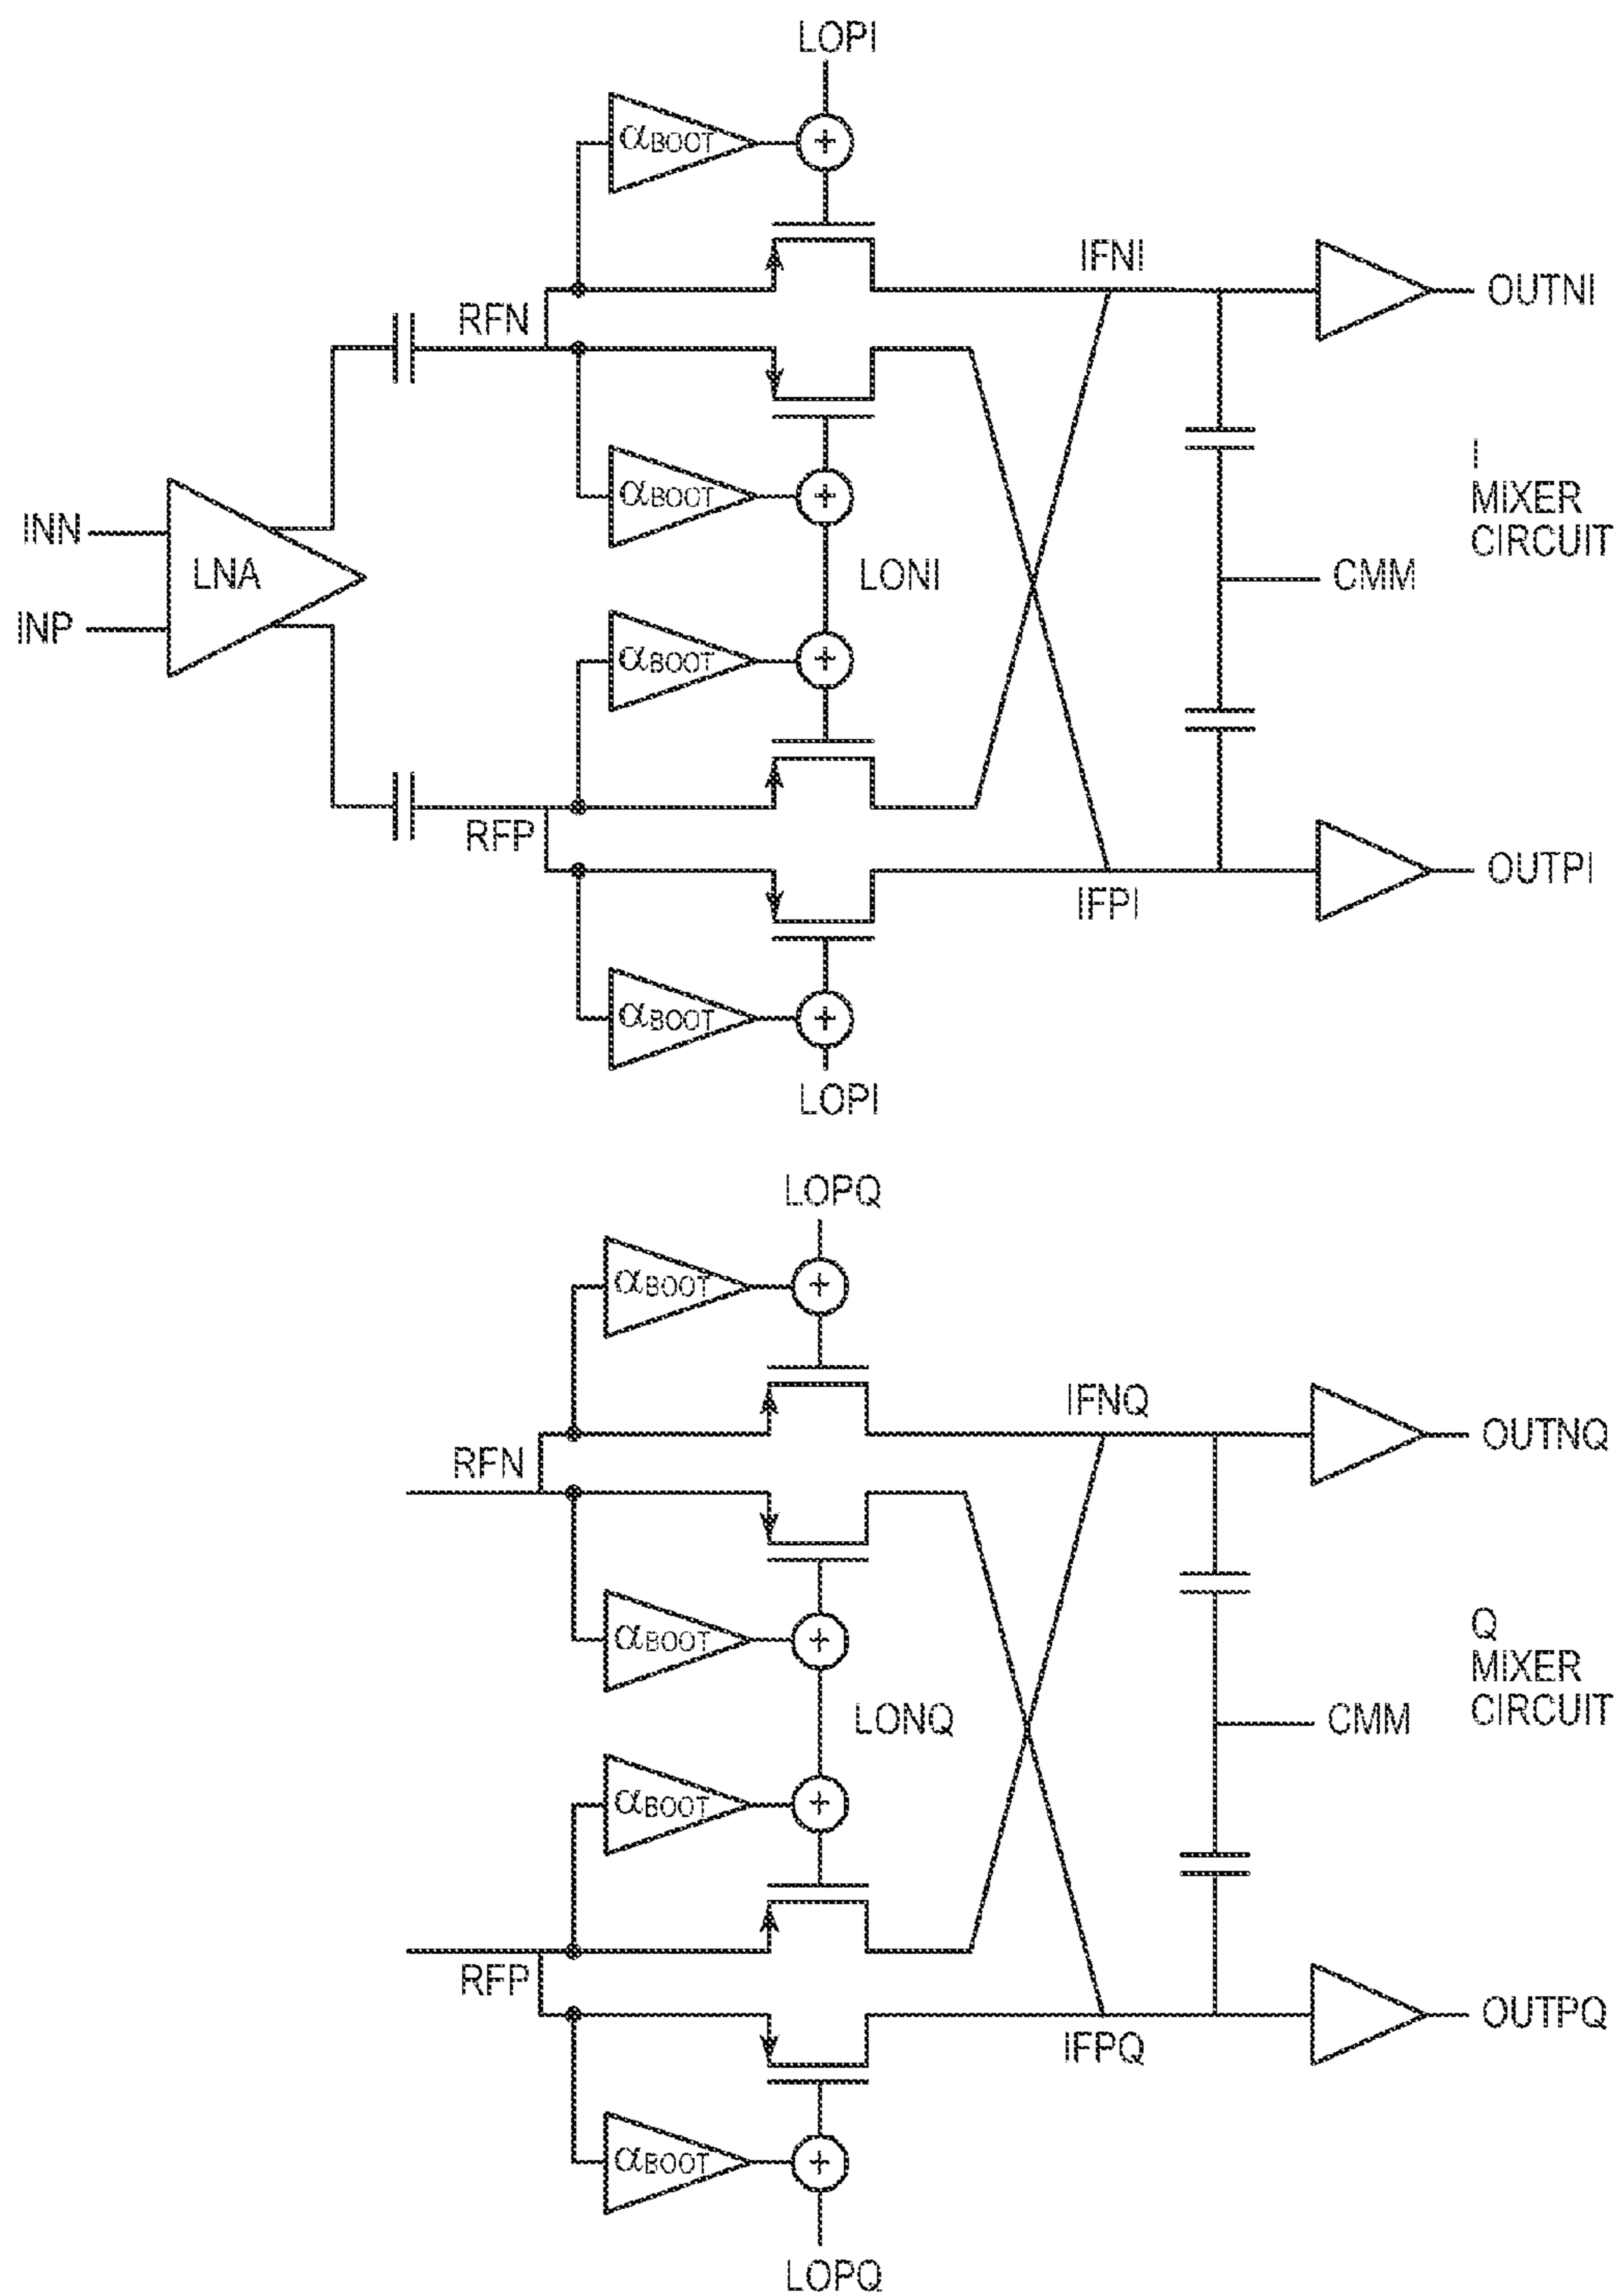 LOPI
αBOOT
+
IFNI
OUTNI
RFN
αBOOT
+
I
MIXER
CIRCUIT
INN
LNA
LONI
CMM
INP
αBOOT
+
RFP
OUTPI
IFPI
αBOOT
+
LOPI
LOPQ
αBOOT
+
IFNQ
OUTNQ
RFN
αBOOT
+
Q
MIXER
CIRCUIT
LONQ
CMM
αBOOT
+
RFP
OUTPQ
IFPQ
αBOOT
+
LOPQ